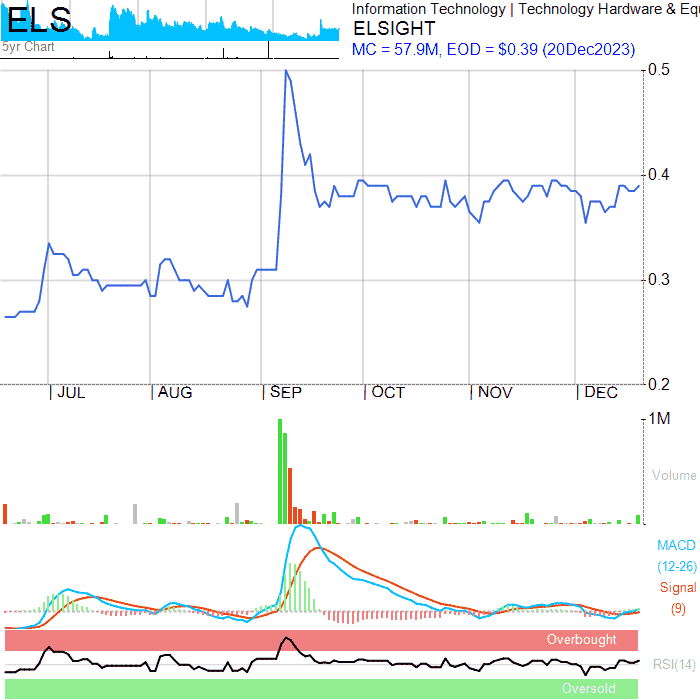 ELS
5yr Chart
Information Technology | Technology Hardware & Equ
ELSIGHT
MC = 57.9M, EOD = $0.39 (20Dec2023)
0.5
0.4
0.3
0.2
JUL AUG SEP OCT NOV DEC
1M
Volume
MACD
(12-26)
Signal
(9)
Overbought
RSI(14)
Oversold